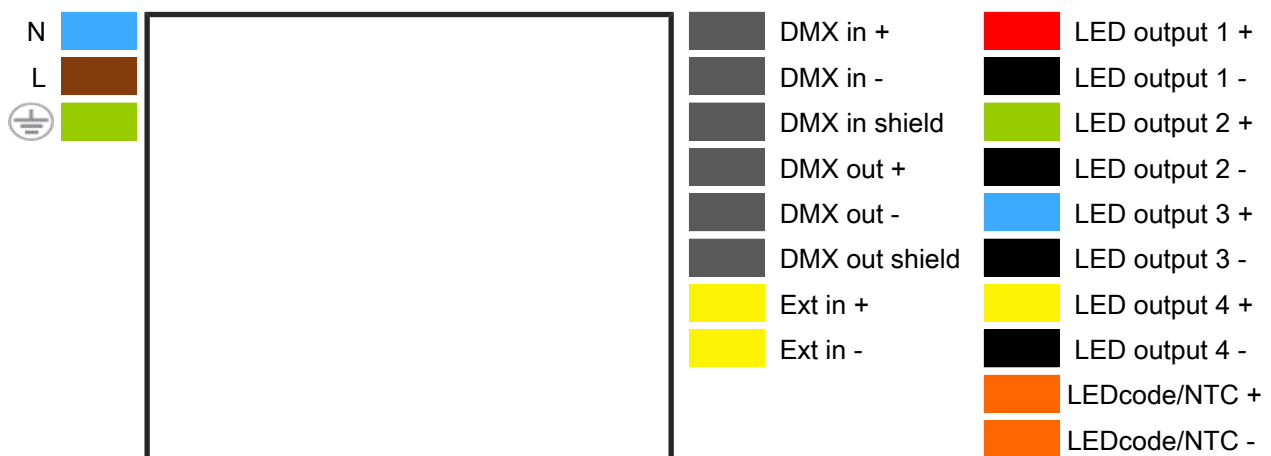 N
L
DMX in +
DMX in -
DMX in shield
DMX out +
DMX out -
DMX out shield
Ext in +
Ext in -
LED output 1 +
LED output 1 -
LED output 2 +
LED output 2 -
LED output 3 +
LED output 3 -
LED output 4 +
LED output 4 -
LEDcode/NTC +
LEDcode/NTC -